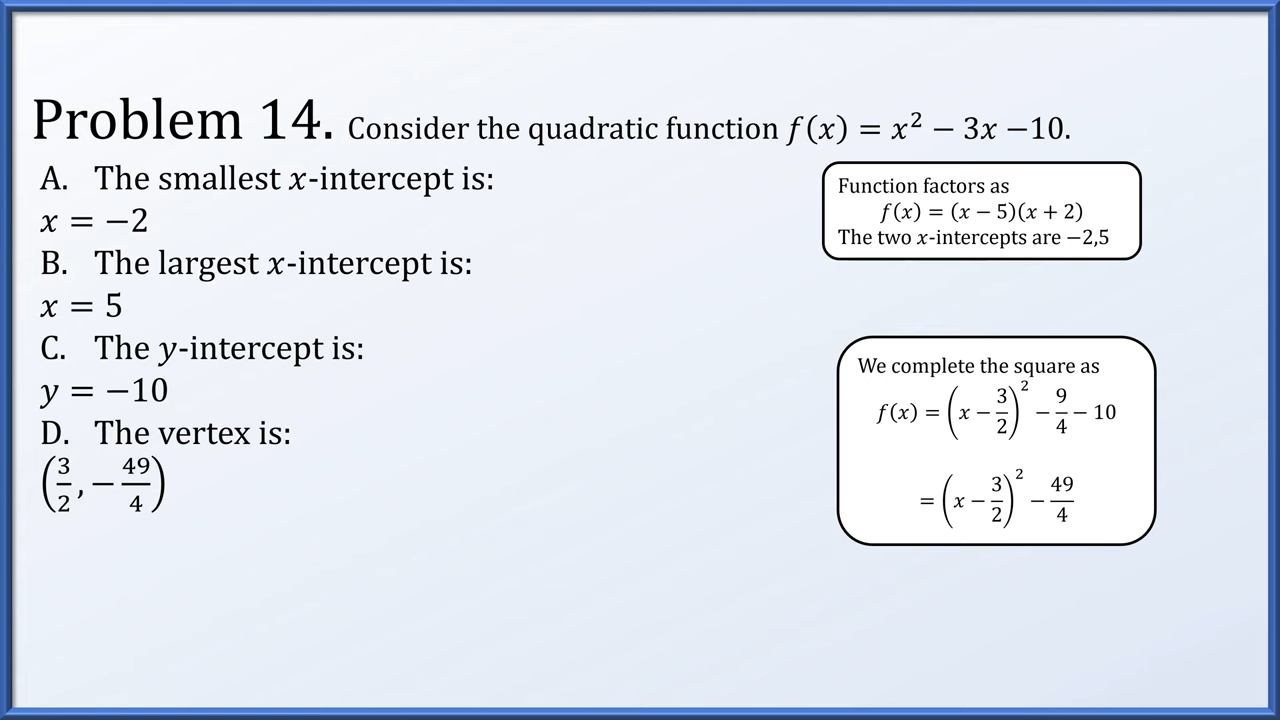 Problem 14. Consider the quadratic function f(x) = x² − 3x −10.
A. The smallest x-intercept is:
x = −2
B. The largest x-intercept is:
x = 5
C. The y-intercept is:
y = −10
D. The vertex is:
(3/2, − 49/4)
Function factors as
f(x) = (x − 5)(x + 2)
The two x-intercepts are −2,5
We complete the square as
f(x) = (x − 3/2)² − 9/4 − 10
= (x − 3/2)² − 49/4